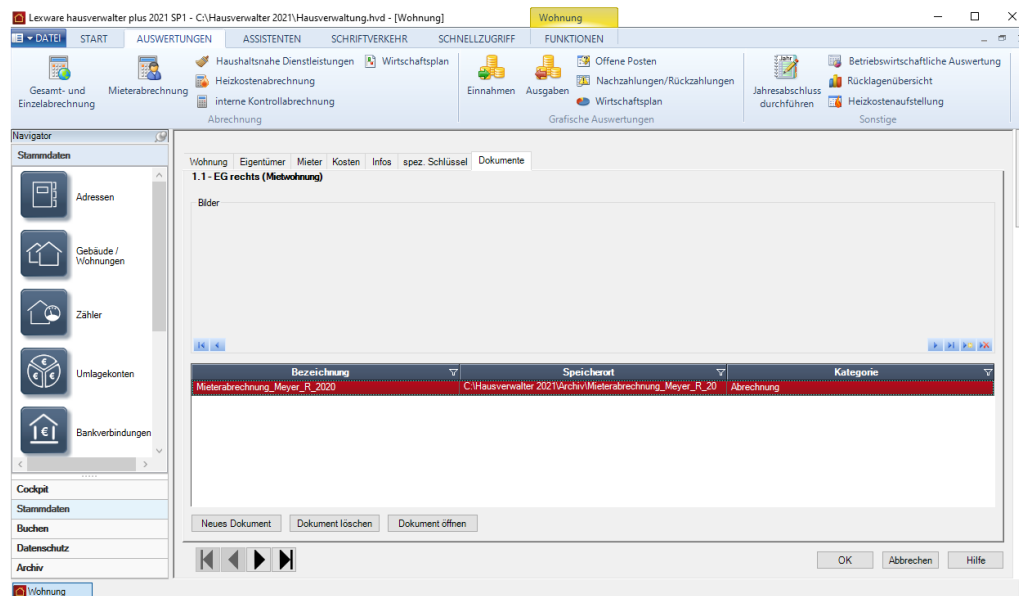 Lexware hausverwalter plus 2021 SP1 - C:\Hausverwalter 2021\Hausverwaltung.hvd - [Wohnung]
Wohnung
DATEI START AUSWERTUNGEN ASSISTENTEN SCHRIFTVERKEHR SCHNELLZUGRIFF FUNKTIONEN
Gesamt- und
Einzelabrechnung
Mieterabrechnung
Haushaltsnahe Dienstleistungen
Wirtschaftsplan
Heizkostenabrechnung
interne Kontrollabrechnung
Abrechnung
Einnahmen
Ausgaben
Offene Posten
Nachzahlungen/Rückzahlungen
Wirtschaftsplan
Grafische Auswertungen
Jahresabschluss
durchführen
Betriebswirtschaftliche Auswertung
Rücklagenübersicht
Heizkostenaufstellung
Sonstige
Navigator
Stammdaten
Adressen
Gebäude /
Wohnungen
Zähler
Umlagekonten
Bankverbindungen
Cockpit
Stammdaten
Buchen
Datenschutz
Archiv
Wohnung Eigentümer Mieter Kosten Infos spez. Schlüssel Dokumente
1.1 - EG rechts (Mietwohnung)
Bilder
Bezeichnung Speicherort Kategorie
Mieterabrechnung_Meyer_R_2020 C:\Hausverwalter 2021\Archiv\Mieterabrechnung_Meyer_R_20 Abrechnung
Neues Dokument Dokument löschen Dokument öffnen
OK Abbrechen Hilfe
Wohnung